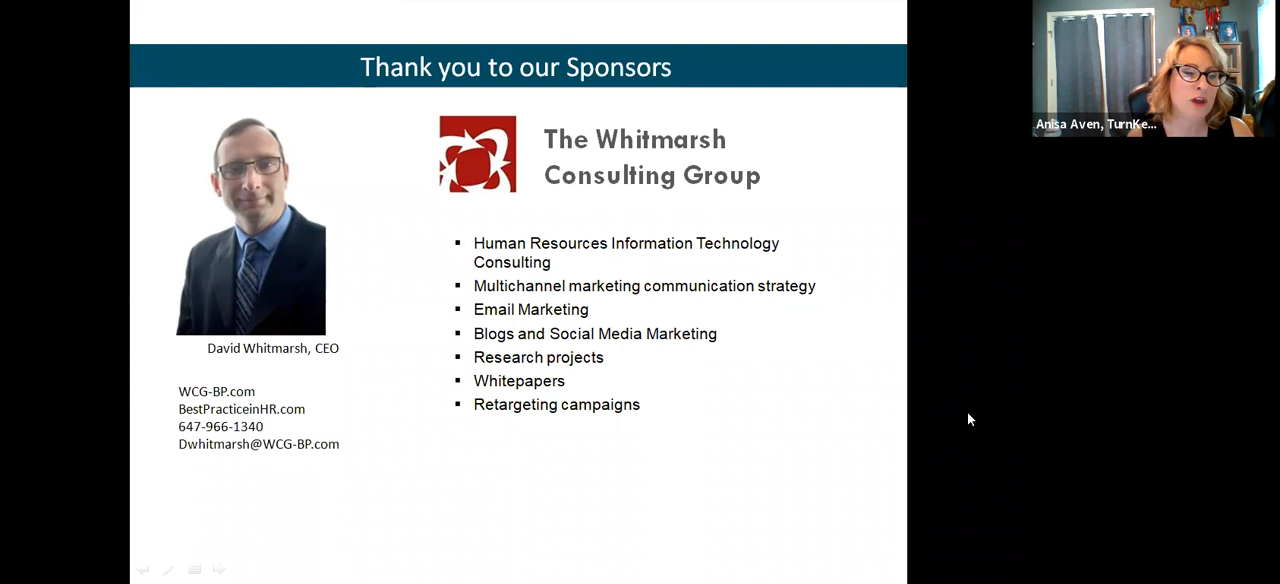 Thank you to our Sponsors
The Whitmarsh
Consulting Group
▪ Human Resources Information Technology
Consulting
▪ Multichannel marketing communication strategy
▪ Email Marketing
▪ Blogs and Social Media Marketing
▪ Research projects
▪ Whitepapers
▪ Retargeting campaigns
David Whitmarsh, CEO
WCG-BP.com
BestPracticeinHR.com
647-966-1340
Dwhitmarsh@WCG-BP.com
Anisa Aven, TurnKe...